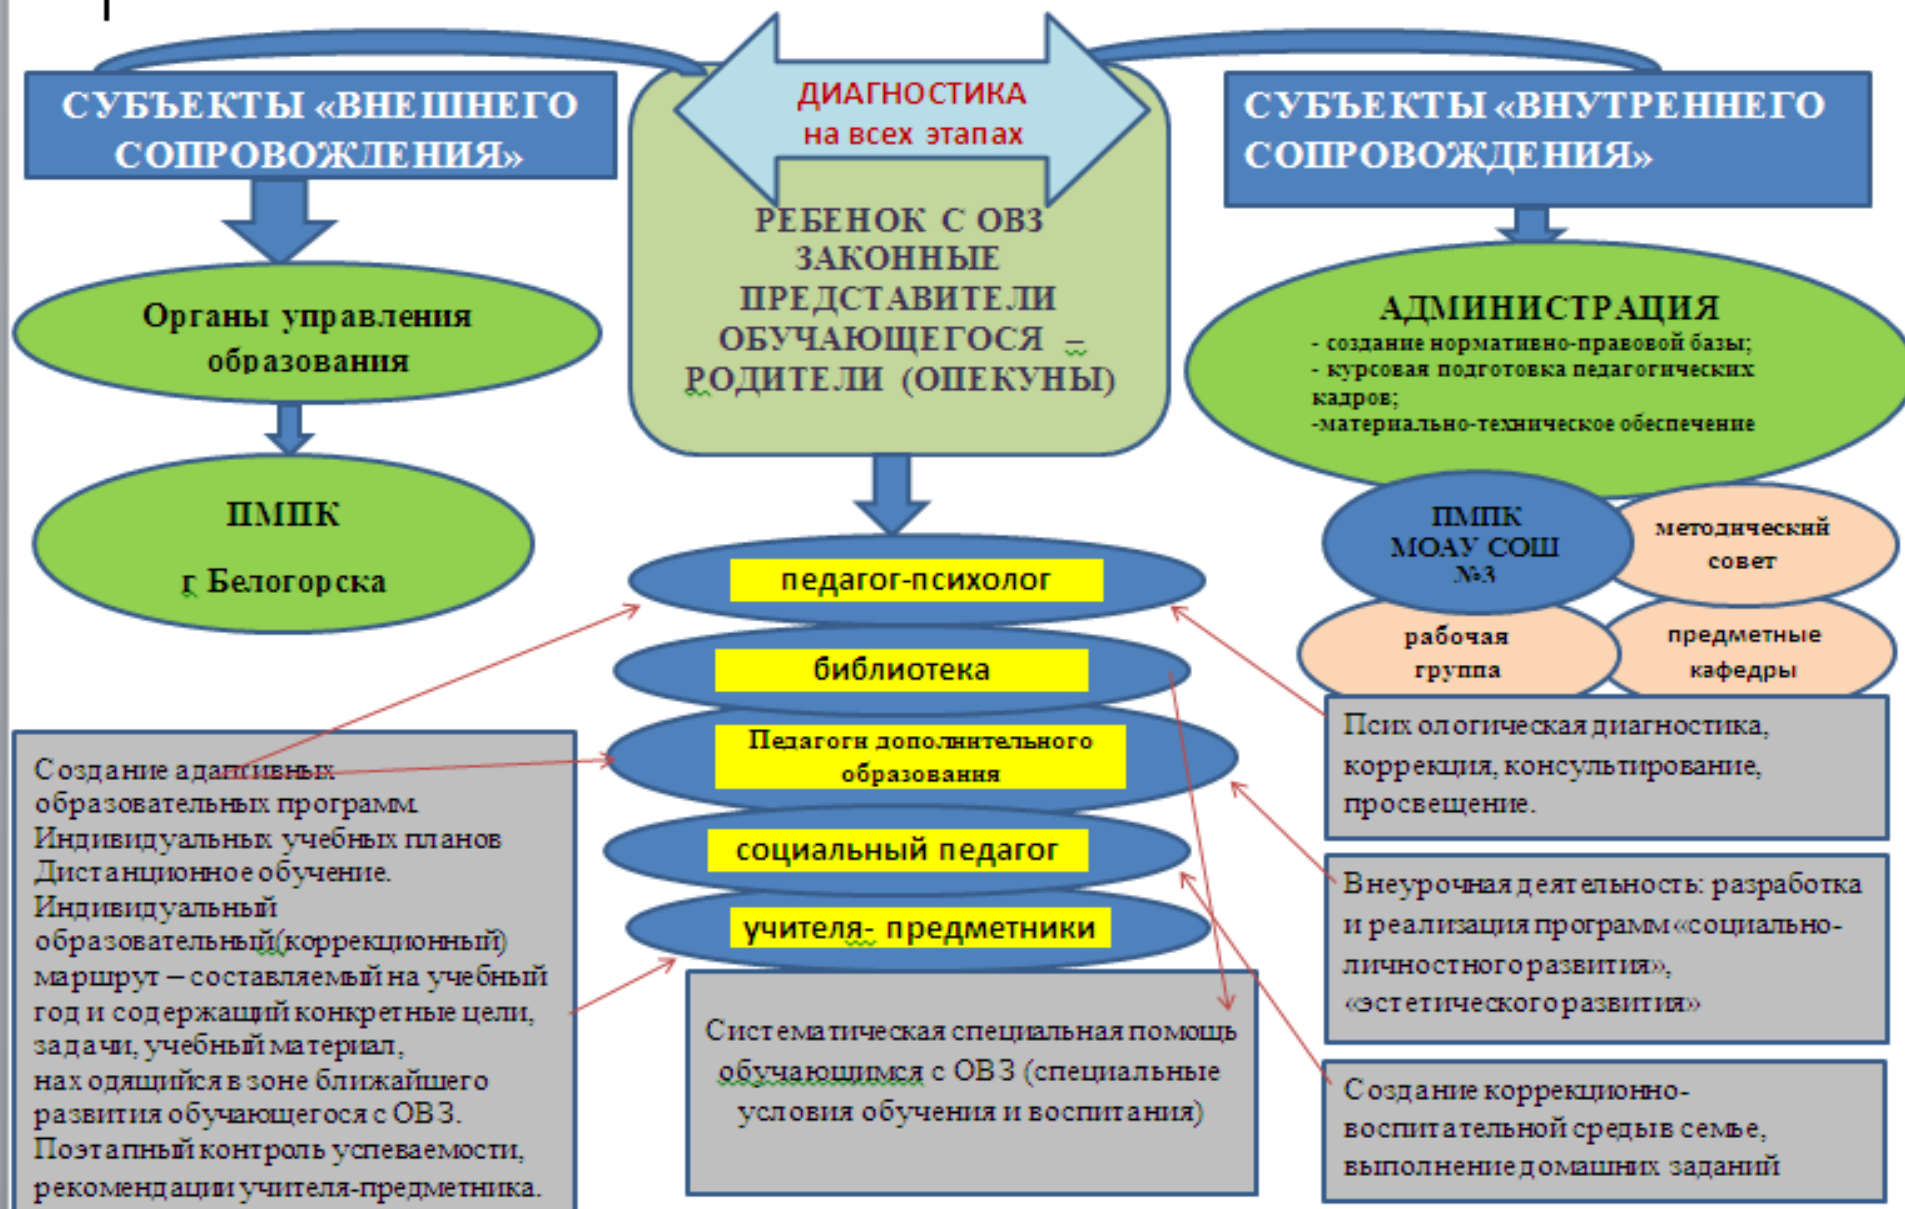 ДИАГНОСТИКА
на всех этапах
СУБЪЕКТЫ «ВНЕШНЕГО
СОПРОВОЖДЕНИЯ»
СУБЪЕКТЫ «ВНУТРЕННЕГО
СОПРОВОЖДЕНИЯ»
РЕБЕНОК С ОВЗ
ЗАКОННЫЕ
ПРЕДСТАВИТЕЛИ
ОБУЧАЮЩЕГОСЯ –
РОДИТЕЛИ (ОПЕКУНЫ)
Органы управления
образования
ПМПК
г Белогорска
АДМИНИСТРАЦИЯ
- создание нормативно-правовой базы;
- курсовая подготовка педагогических
кадров;
-материально-техническое обеспечение
ПМПК
МОАУ СОШ
№3
методический
совет
рабочая
группа
предметные
кафедры
педагог-психолог
библиотека
Педагоги дополнительного
образования
социальный педагог
учителя- предметники
Создание адаптивных
образовательных программ.
Индивидуальных учебных планов
Дистанционное обучение.
Индивидуальный
образовательный(коррекционный)
маршрут – составляемый на учебный
год и содержащий конкретные цели,
задачи, учебный материал,
находящийся в зоне ближайшего
развития обучающегося с ОВЗ.
Поэтапный контроль успеваемости,
рекомендации учителя-предметника.
Систематическая специальная помощь
обучающимся с ОВЗ (специальные
условия обучения и воспитания)
Психологическая диагностика,
коррекция, консультирование,
просвещение.
Внеурочная деятельность: разработка
и реализация программ «социально-
личностного развития»,
«эстетического развития»
Создание коррекционно-
воспитательной среды в семье,
выполнение домашних заданий